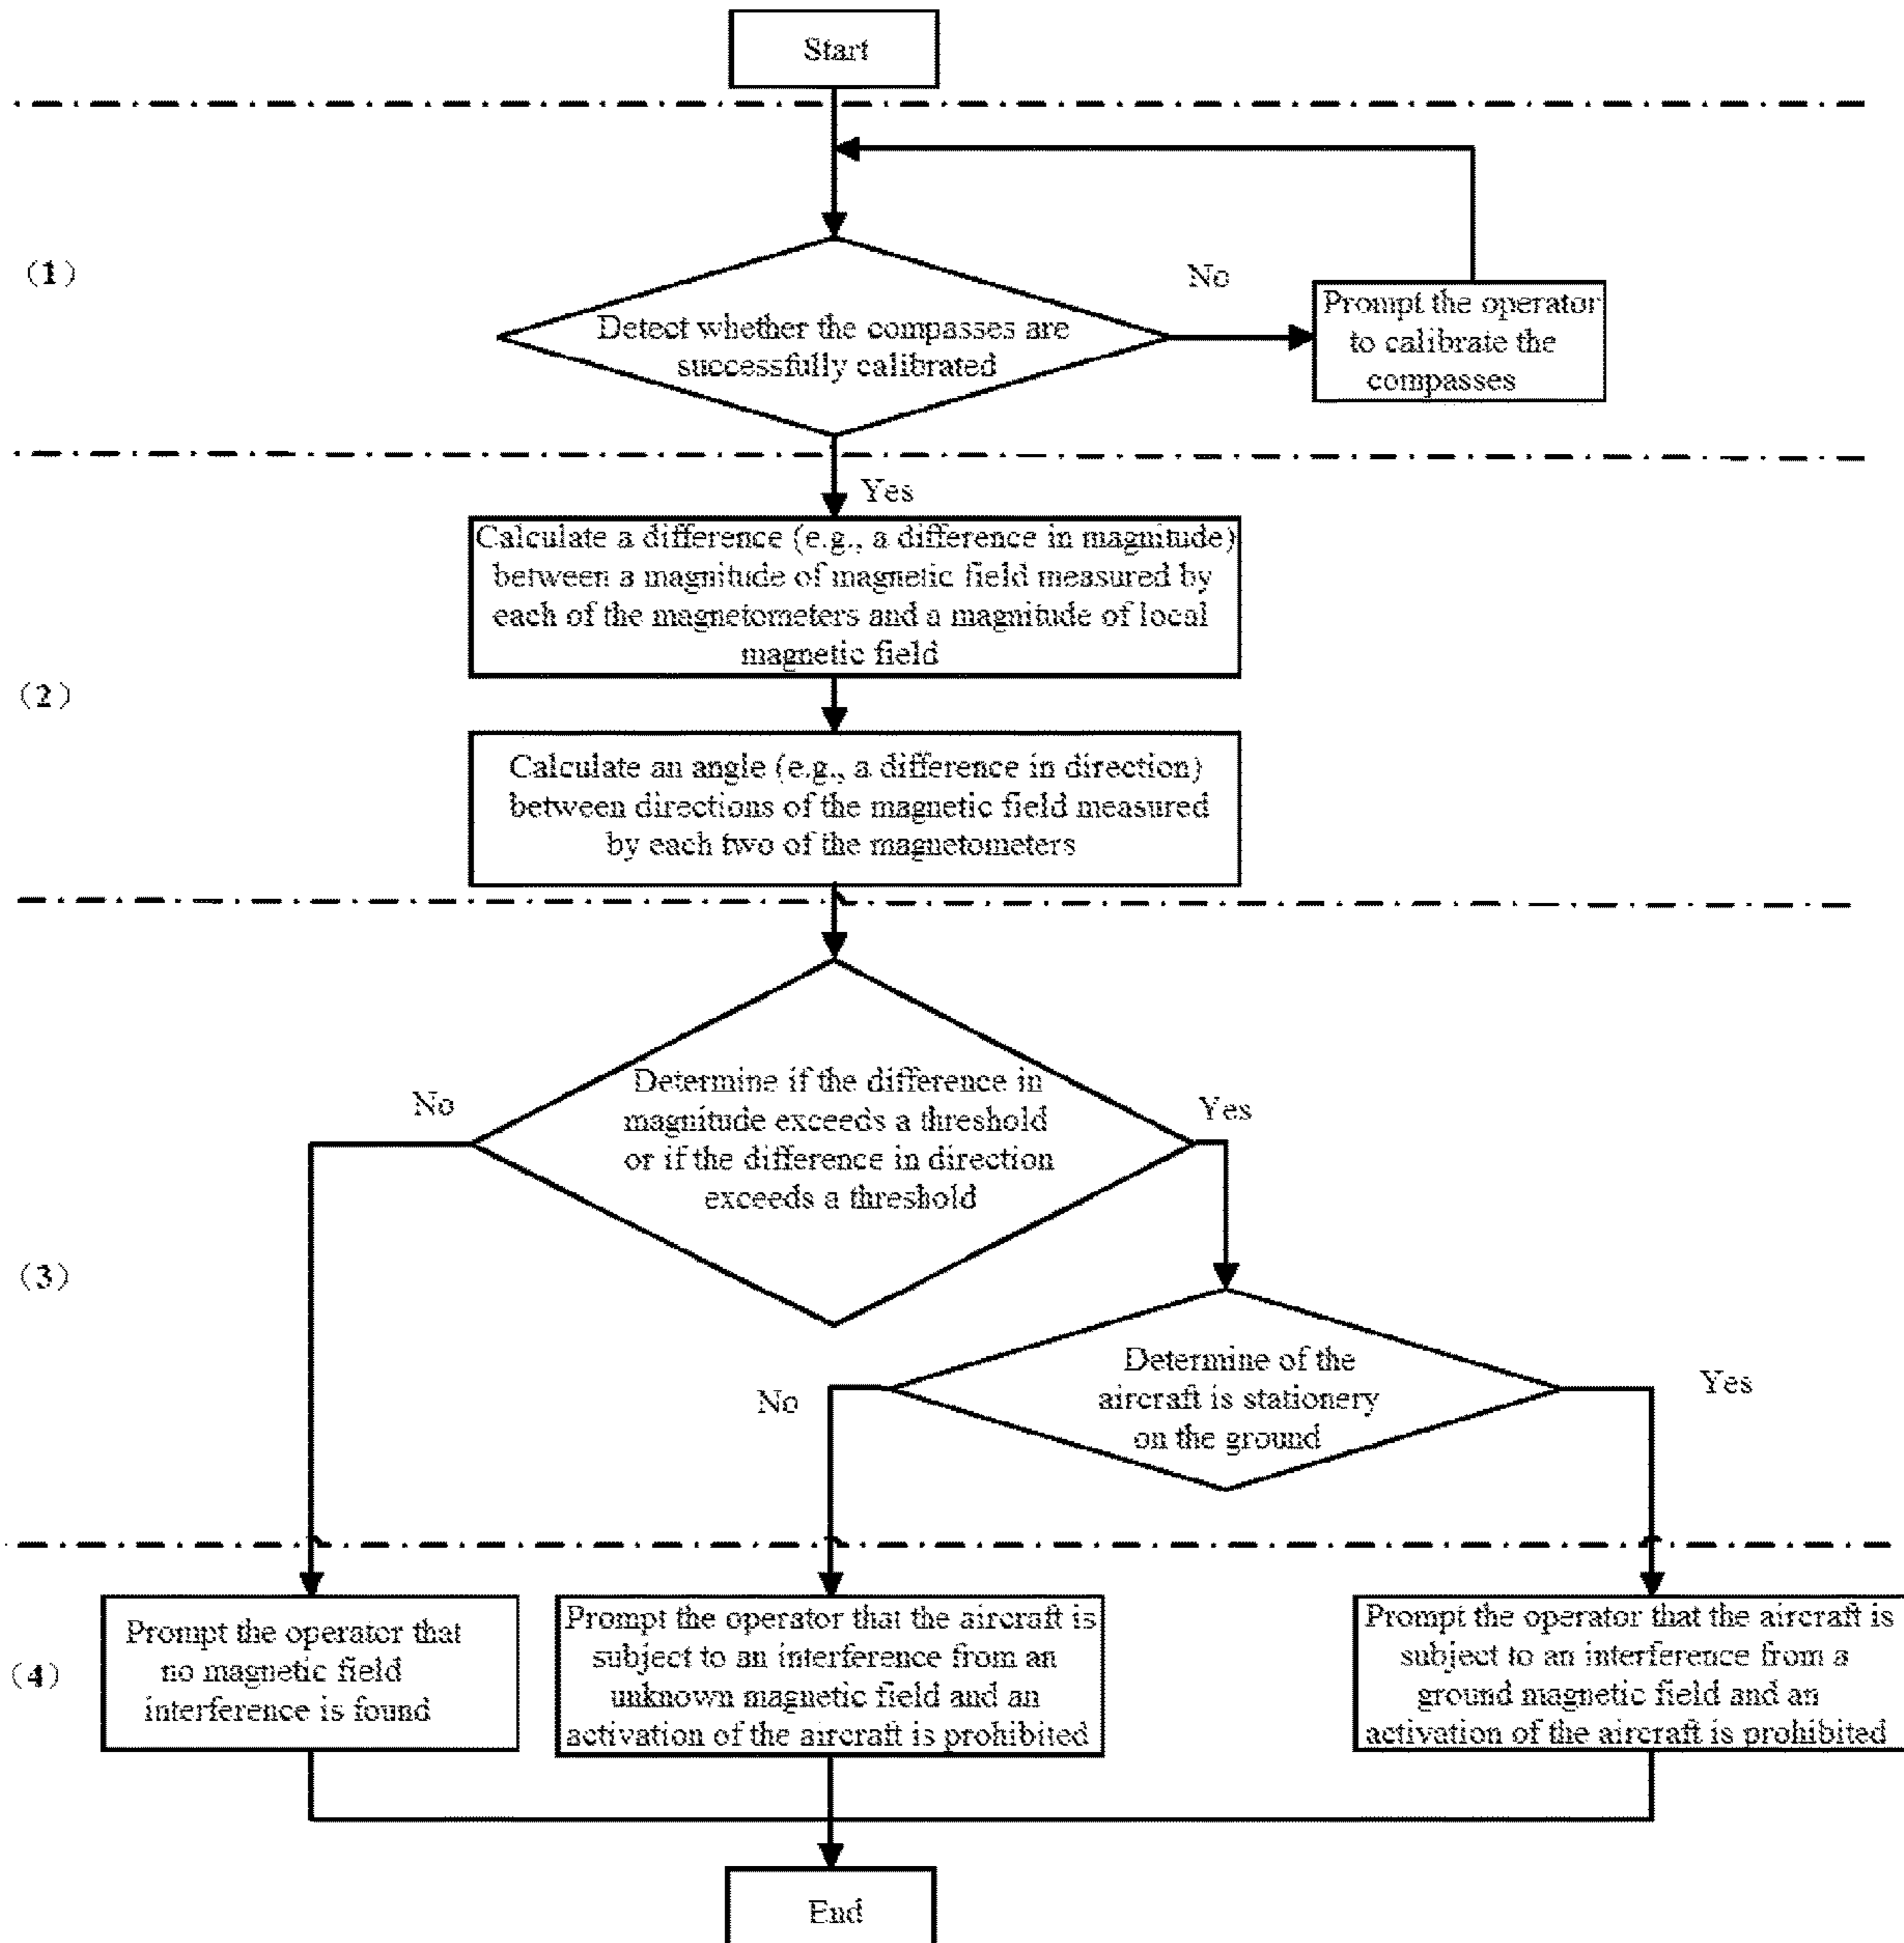 Start
(1)
No
Detect whether the compasses are
successfully calibrated
Prompt the operator
to calibrate the
compasses
Yes
Calculate a difference (e.g., a difference in magnitude)
between a magnitude of magnetic field measured by
each of the magnetometers and a magnitude of local
magnetic field
(2)
Calculate an angle (e.g., a difference in direction)
between directions of the magnetic field measured
by each two of the magnetometers
No
Determine if the difference in
magnitude exceeds a threshold
or if the difference in direction
exceeds a threshold
Yes
(3)
No
Determine of the
aircraft is stationery
on the ground
Yes
(4)
Prompt the operator that
no magnetic field
interference is found
Prompt the operator that the aircraft is
subject to an interference from an
unknown magnetic field and an
activation of the aircraft is prohibited
Prompt the operator that the aircraft is
subject to an interference from a
ground magnetic field and an
activation of the aircraft is prohibited
End